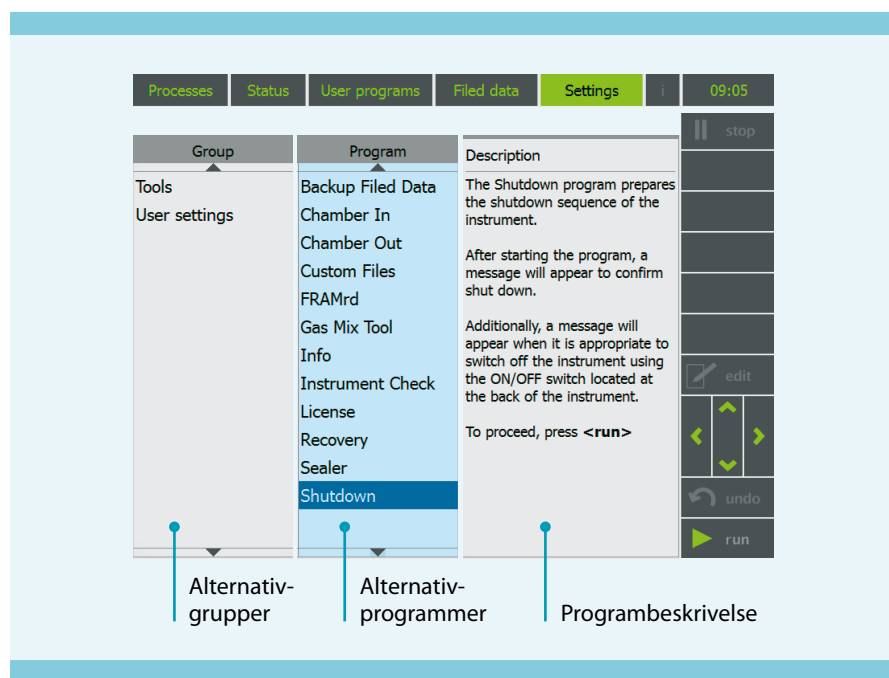 Processes Status User programs Filed data Settings i 09:05
stop
Group
Tools
User settings
Program
Backup Filed Data
Chamber In
Chamber Out
Custom Files
FRAMrd
Gas Mix Tool
Info
Instrument Check
License
Recovery
Sealer
Shutdown
Description
The Shutdown program prepares
the shutdown sequence of the
instrument.
After starting the program, a
message will appear to confirm
shut down.
Additionally, a message will
appear when it is appropriate to
switch off the instrument using
the ON/OFF switch located at
the back of the instrument.
To proceed, press <run>
edit
undo
run
Alternativ-
grupper
Alternativ-
programmer
Programbeskrivelse